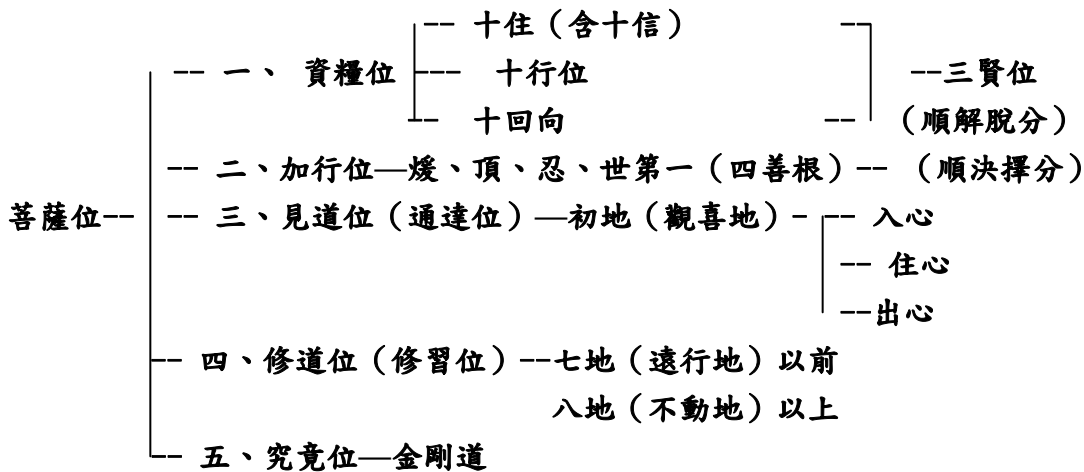 十住（含十信）
一、 資糧位 十行位 三賢位
十回向 （順解脫分）
二、加行位—煖、頂、忍、世第一（四善根） （順決擇分）
菩薩位 三、見道位（通達位）—初地（觀喜地） 入心
住心
出心
四、修道位（修習位）--七地（遠行地）以前
八地（不動地）以上
五、究竟位—金剛道